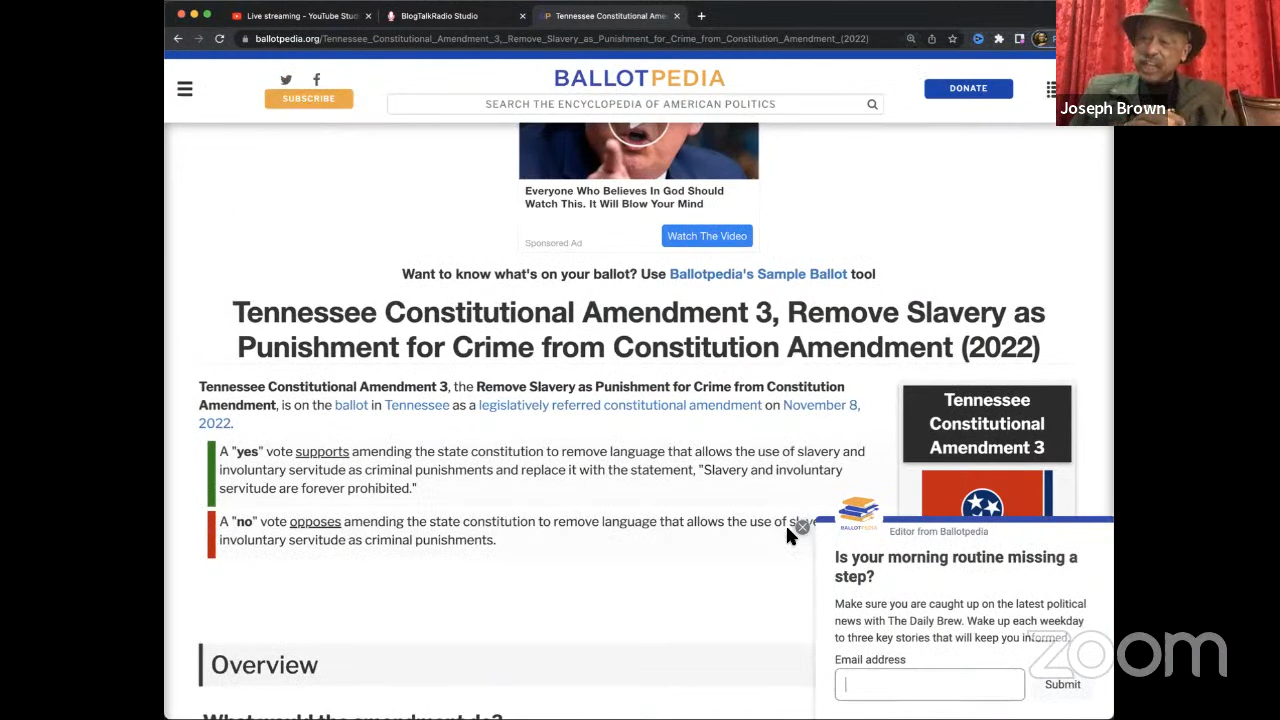 Live streaming - YouTube Stud
BlogTalkRadio Studio
Tennessee Constitutional Ame
ballotpedia.org/Tennessee_Constitutional_Amendment_3,_Remove_Slavery_as_Punishment_for_Crime_from_Constitution_Amendment_(2022)
Joseph Brown
SUBSCRIBE
BALLOTPEDIA
SEARCH THE ENCYCLOPEDIA OF AMERICAN POLITICS
DONATE
Everyone Who Believes In God Should
Watch This. It Will Blow Your Mind
Sponsored Ad
Watch The Video
Want to know what's on your ballot? Use Ballotpedia's Sample Ballot tool
Tennessee Constitutional Amendment 3, Remove Slavery as
Punishment for Crime from Constitution Amendment (2022)
Tennessee Constitutional Amendment 3, the Remove Slavery as Punishment for Crime from Constitution
Amendment, is on the ballot in Tennessee as a legislatively referred constitutional amendment on November 8,
2022.
A "yes" vote supports amending the state constitution to remove language that allows the use of slavery and
involuntary servitude as criminal punishments and replace it with the statement, "Slavery and involuntary
servitude are forever prohibited."
A "no" vote opposes amending the state constitution to remove language that allows the use of slave
involuntary servitude as criminal punishments.
Tennessee
Constitutional
Amendment 3
BALLOTPEDIA
Editor from Ballotpedia
Is your morning routine missing a
step?
Make sure you are caught up on the latest political
news with The Daily Brew. Wake up each weekday
to three key stories that will keep you informed.
Email address
Submit
zoom
Overview
What would the amendment do?